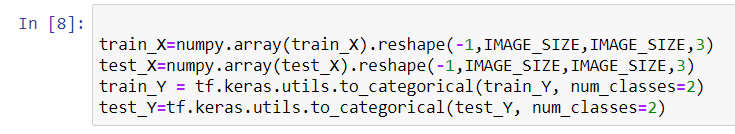 In [8]:
train_X=numpy.array(train_X).reshape(-1,IMAGE_SIZE,IMAGE_SIZE,3)
test_X=numpy.array(test_X).reshape(-1,IMAGE_SIZE,IMAGE_SIZE,3)
train_Y = tf.keras.utils.to_categorical(train_Y, num_classes=2)
test_Y=tf.keras.utils.to_categorical(test_Y, num_classes=2)